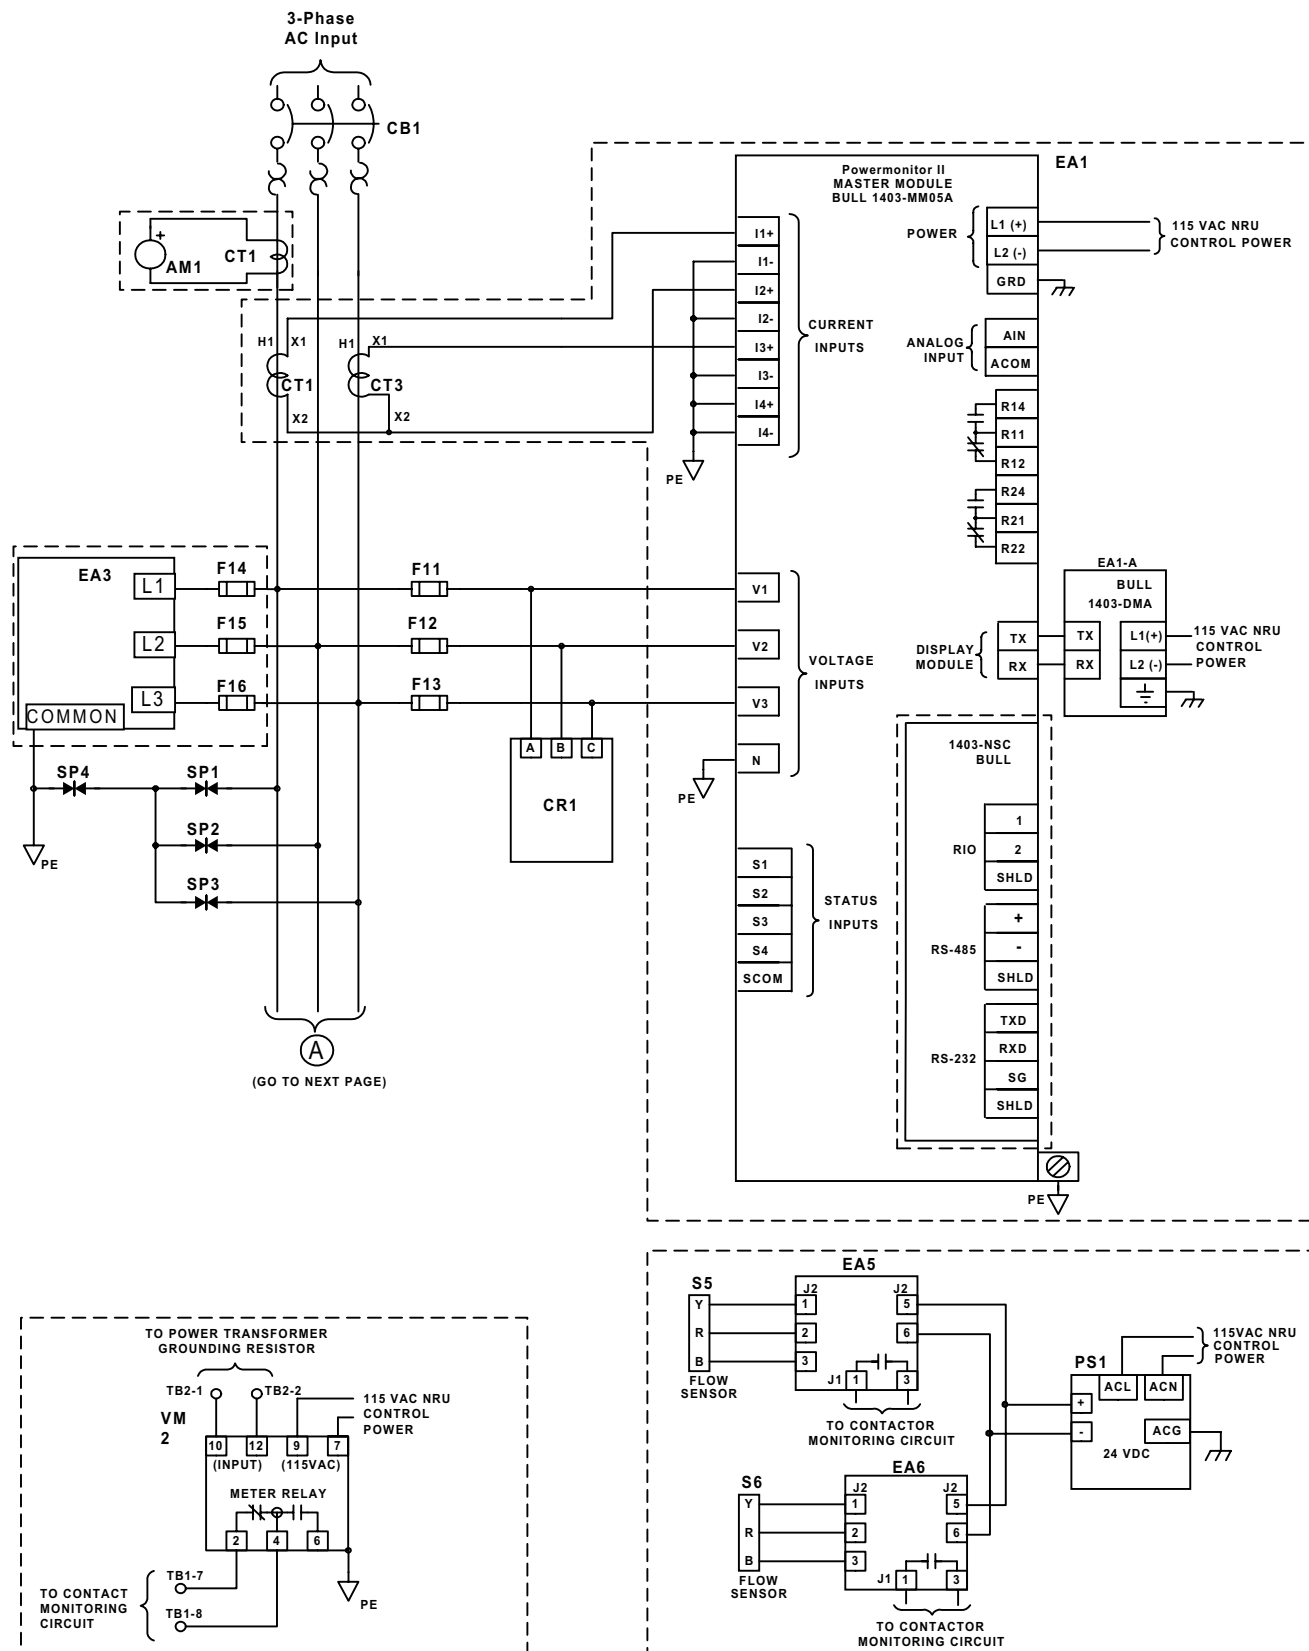 3-Phase
AC Input
CB1
EA1
Powermonitor II
MASTER MODULE
BULL 1403-MM05A
POWER
L1 (+)
L2 (-)
GRD
115 VAC NRU
CONTROL POWER
AM1
CT1
+
I1+
I1-
I2+
I2-
I3+
I3-
I4+
I4-
CURRENT
INPUTS
ANALOG
INPUT
AIN
ACOM
H1
X1
CT1
X2
H1
X1
CT3
X2
PE
R14
R11
R12
R24
R21
R22
EA3
L1
L2
L3
COMMON
F14
F15
F16
F11
F12
F13
V1
V2
V3
N
VOLTAGE
INPUTS
PE
DISPLAY
MODULE
TX
RX
EA1-A
BULL
1403-DMA
TX
RX
L1(+)
L2 (-)
115 VAC NRU
CONTROL
POWER
A
B
C
CR1
SP4
SP1
SP2
SP3
PE
1403-NSC
BULL
RIO
1
2
SHLD
RS-485
+
-
SHLD
RS-232
TXD
RXD
SG
SHLD
S1
S2
S3
S4
SCOM
STATUS
INPUTS
A
(GO TO NEXT PAGE)
PE
TO POWER TRANSFORMER
GROUNDING RESISTOR
TB2-1
TB2-2
VM
2
115 VAC NRU
CONTROL
POWER
10
12
9
7
(INPUT)
(115VAC)
METER RELAY
2
4
6
PE
TB1-7
TB1-8
TO CONTACT
MONITORING
CIRCUIT
S5
Y
R
B
FLOW
SENSOR
EA5
J2
1
2
3
J2
5
6
J1
1
3
TO CONTACTOR
MONITORING CIRCUIT
S6
Y
R
B
FLOW
SENSOR
EA6
J2
1
2
3
J2
5
6
J1
1
3
TO CONTACTOR
MONITORING CIRCUIT
PS1
115VAC NRU
CONTROL
POWER
ACL
ACN
+
-
ACG
24 VDC